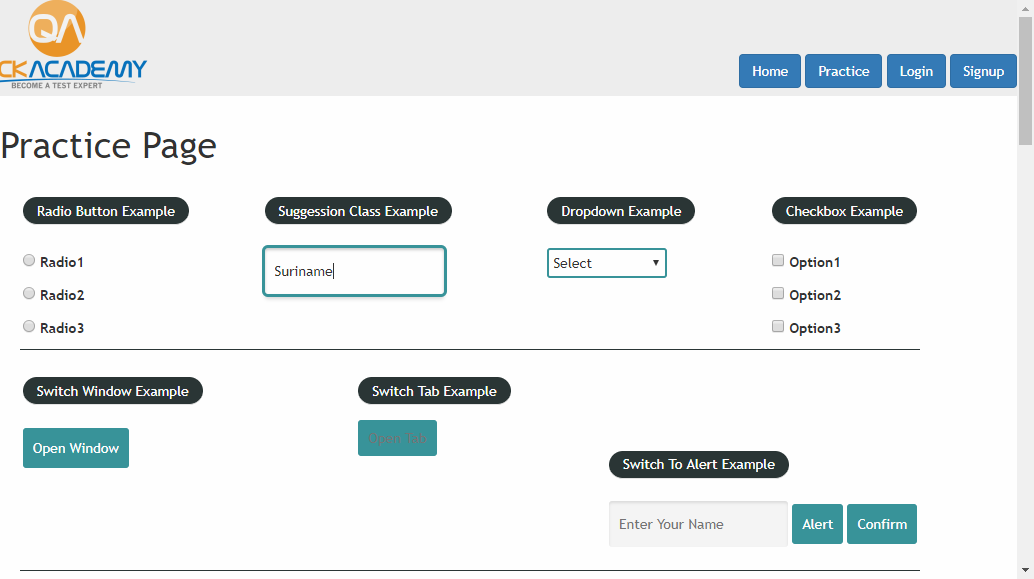 QA
CKACADEMY
BECOME A TEST EXPERT
Home Practice Login Signup
Practice Page
Radio Button Example Suggession Class Example Dropdown Example Checkbox Example
Radio1 Suriname Select Option1
Radio2 Option2
Radio3 Option3
Switch Window Example Switch Tab Example
Open Window Open Tab
Switch To Alert Example
Enter Your Name Alert Confirm